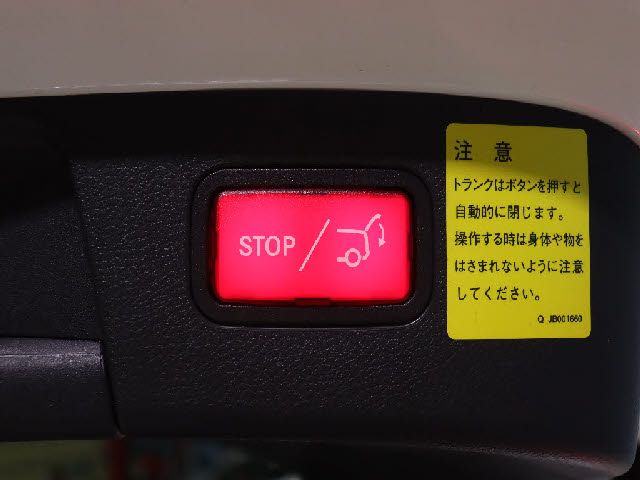 STOP /
注 意
トランクはボタンを押すと
自動的に閉じます。
操作する時は身体や物を
はさまれないように注意
してください。
Q JB001660